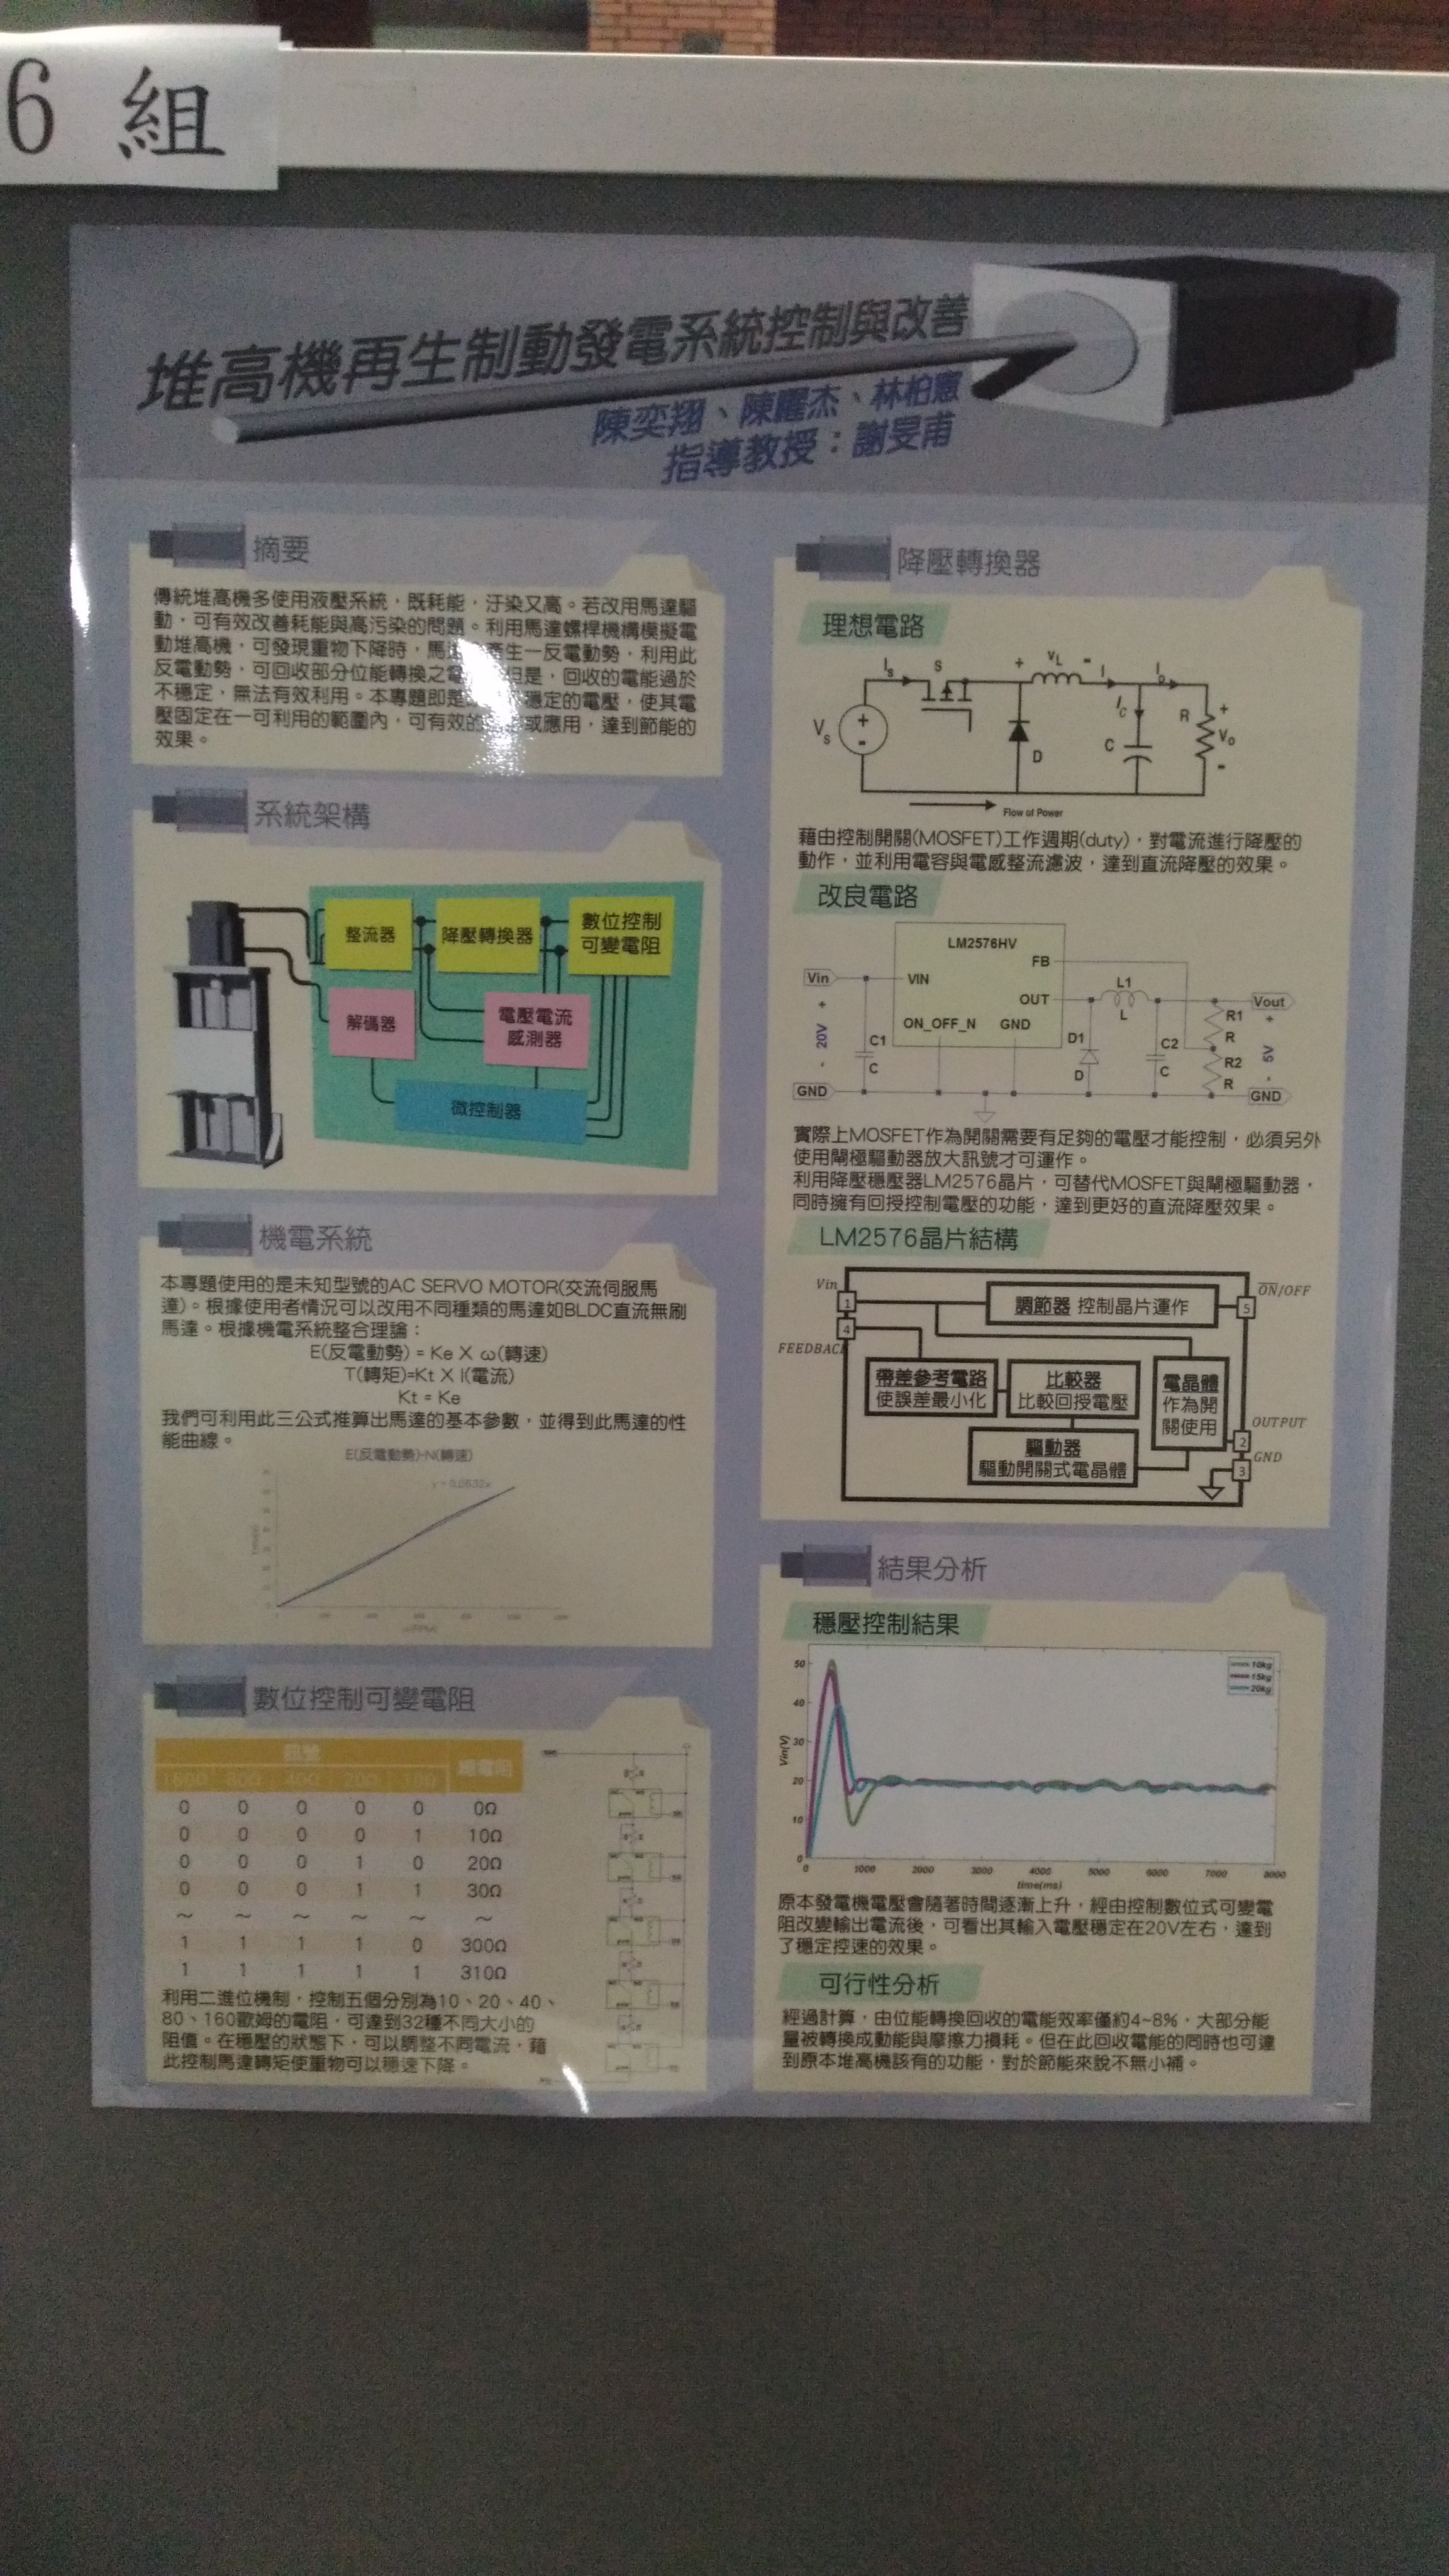 6 組
堆高機再生制動發電系統控制與改善
陳奕翔、陳躍杰、林柏憲
指導教授：謝旻甫
摘要
傳統堆高機多使用液壓系統，既耗能，汙染又高。若改用馬達驅
動，可有效改善耗能與高污染的問題。利用馬達螺桿機構模擬電
動堆高機，可發現重物下降時，馬 產生一反電動勢，利用此
反電動勢，可回收部分位能轉換之電 但是，回收的電能過於
不穩定，無法有效利用。本專題即是 穩定的電壓，使其電
壓固定在一可利用的範圍內，可有效的 或應用，達到節能的
效果。
系統架構
整流器
降壓轉換器
數位控制
可變電阻
解碼器
電壓電流
感測器
微控制器
機電系統
本專題使用的是未知型號的AC SERVO MOTOR(交流伺服馬
達)。根據使用者情況可以改用不同種類的馬達如BLDC直流無刷
馬達。根據機電系統整合理論：
E(反電動勢) = Ke X ω(轉速)
T(轉矩)=Kt X I(電流)
Kt = Ke
我們可利用此三公式推算出馬達的基本參數，並得到此馬達的性
能曲線。
E(反電動勢)-N(轉速)
y = 0.0632x
數位控制可變電阻
訊號 總電阻
160Ω 80Ω 40Ω 20Ω 10Ω
0 0 0 0 0 0Ω
0 0 0 0 1 10Ω
0 0 0 1 0 20Ω
0 0 0 1 1 30Ω
～ ～ ～ ～ ～ ～
1 1 1 1 0 300Ω
1 1 1 1 1 310Ω
利用二進位機制，控制五個分別為10、20、40、
80、160歐姆的電阻，可達到32種不同大小的
阻值。在穩壓的狀態下，可以調整不同電流，藉
此控制馬達轉矩使重物可以穩速下降。
降壓轉換器
理想電路
Is S + VL - I Io
Vs + - D Ic C R + Vo -
Flow of Power
藉由控制開關(MOSFET)工作週期(duty)，對電流進行降壓的
動作，並利用電容與電感整流濾波，達到直流降壓的效果。
改良電路
LM2576HV
FB
Vin VIN L1
OUT L Vout
+ 20V - ON_OFF_N GND R1 R + 5V -
C1 C D1 D C2 C R2 R
GND GND
實際上MOSFET作為開關需要有足夠的電壓才能控制，必須另外
使用閘極驅動器放大訊號才可運作。
利用降壓穩壓器LM2576晶片，可替代MOSFET與閘極驅動器，
同時擁有回授控制電壓的功能，達到更好的直流降壓效果。
LM2576晶片結構
Vin ON/OFF
1 調節器 控制晶片運作 5
4
FEEDBACK
帶差參考電路 比較器 電晶體
使誤差最小化 比較回授電壓 作為開
關使用 OUTPUT
2
驅動器 GND
驅動開關式電晶體 3
結果分析
穩壓控制結果
10kg
15kg
20kg
Vin(V)
50
40
30
20
10
0
0 1000 2000 3000 4000 5000 6000 7000 8000
time(ms)
原本發電機電壓會隨著時間逐漸上升，經由控制數位式可變電
阻改變輸出電流後，可看出其輸入電壓穩定在20V左右，達到
了穩定控速的效果。
可行性分析
經過計算，由位能轉換回收的電能效率僅約4~8%，大部分能
量被轉換成動能與摩擦力損耗。但在此回收電能的同時也可達
到原本堆高機該有的功能，對於節能來說不無小補。